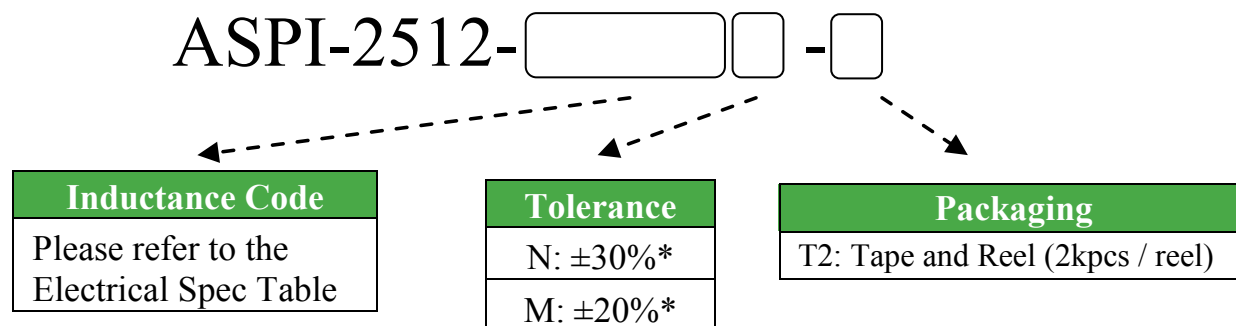 ASPI-2512- -
Inductance Code
Please refer to the
Electrical Spec Table
Tolerance
N: ±30%*
M: ±20%*
Packaging
T2: Tape and Reel (2kpcs / reel)